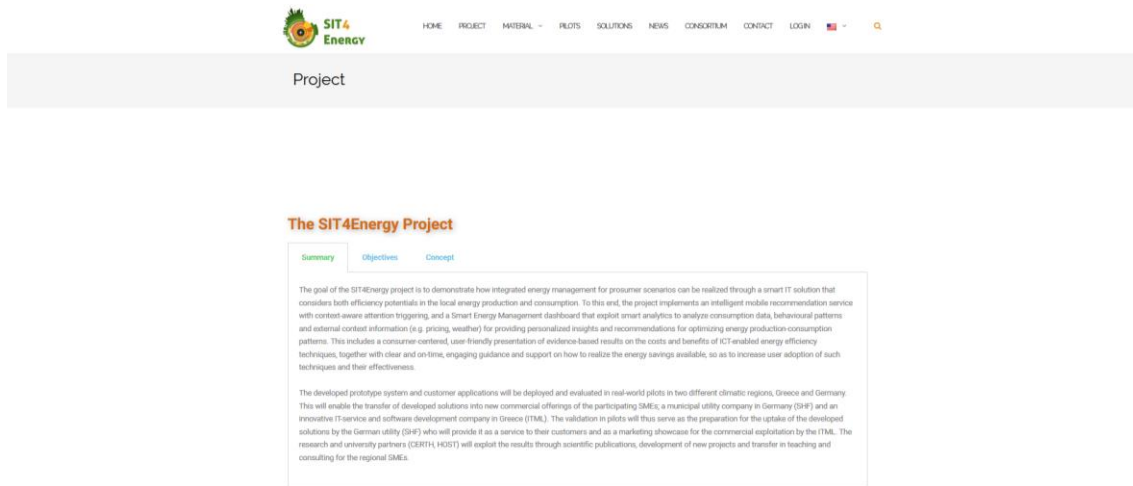 SIT4
Energy
HOME PROJECT MATERIAL PILOTS SOLUTIONS NEWS CONSORTIUM CONTACT LOGIN
Project
The SIT4Energy Project
Summary Objectives Concept
The goal of the SIT4Energy project is to demonstrate how integrated energy management for prosumer scenarios can be realized through a smart IT solution that
considers both efficiency potentials in the local energy production and consumption. To this end, the project implements an intelligent mobile recommendation service
with context-aware attention triggering, and a Smart Energy Management dashboard that exploit smart analytics to analyze consumption data, behavioural patterns
and external context information (e.g. pricing, weather) for providing personalized insights and recommendations for optimizing energy production-consumption
patterns. This includes a consumer-centered, user-friendly presentation of evidence-based results on the costs and benefits of ICT-enabled energy efficiency
techniques, together with clear and on-time, engaging guidance and support on how to realize the energy savings available, so as to increase user adoption of such
techniques and their effectiveness.
The developed prototype system and customer applications will be deployed and evaluated in real-world pilots in two different climatic regions, Greece and Germany.
This will enable the transfer of developed solutions into new commercial offerings of the participating SMEs; a municipal utility company in Germany (SHF) and an
innovative IT-service and software development company in Greece (ITML). The validation in pilots will thus serve as the preparation for the uptake of the developed
solutions by the German utility (SHF) who will provide it as a service to their customers and as a marketing showcase for the commercial exploitation by the ITML. The
research and university partners (CERTH, HOST) will exploit the results through scientific publications, development of new projects and transfer in teaching and
consulting for the regional SMEs.